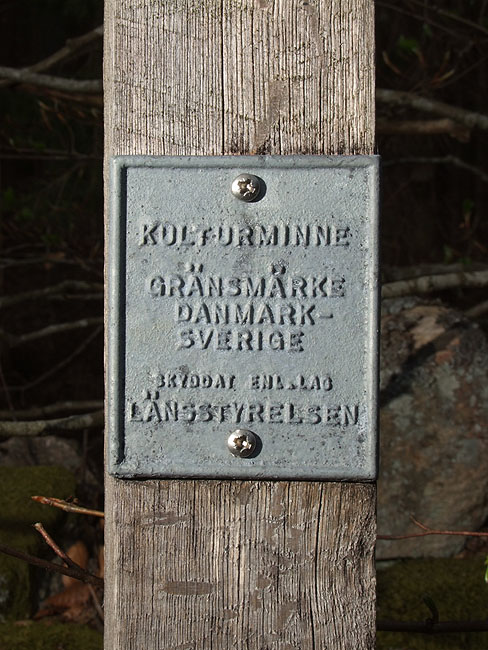 KULTURMINNE
GRÄNSMÄRKE
DANMARK-
SVERIGE
SKYDDAT ENL. LAG
LÄNSSTYRELSEN